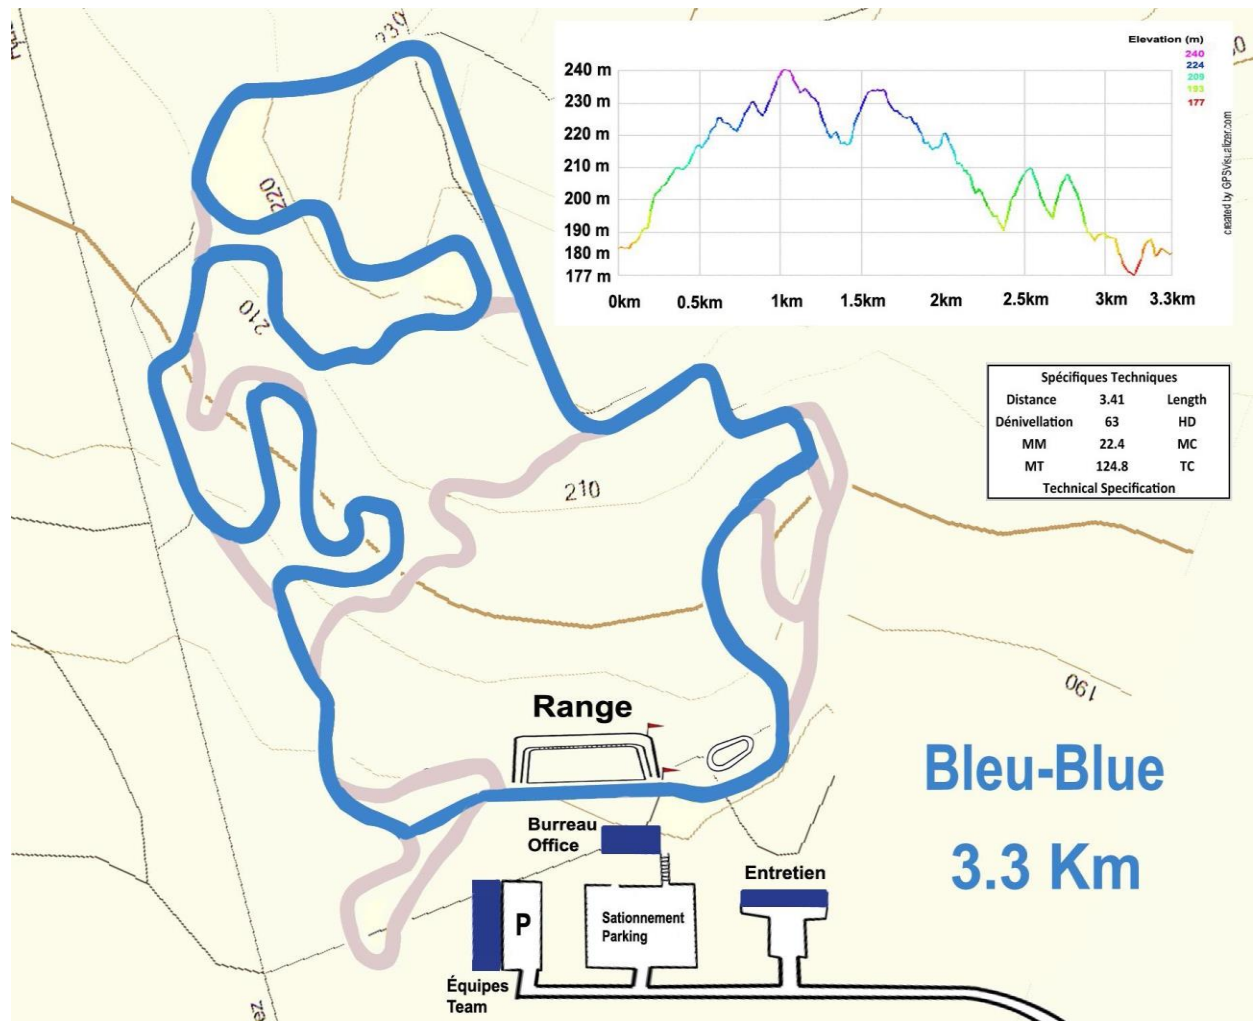 230
220
210
210
190
240 m
230 m
220 m
210 m
200 m
190 m
180 m
177 m
0km 0.5km 1km 1.5km 2km 2.5km 3km 3.3km
Elevation (m)
240
224
209
193
177
created by GPSVisualizer.com
Spécifiques Techniques
Distance 3.41 Length
Dénivellation 63 HD
MM 22.4 MC
MT 124.8 TC
Technical Specification
Range
Bleu-Blue
3.3 Km
Burreau
Office
Entretien
P
Sationnement
Parking
Équipes
Team